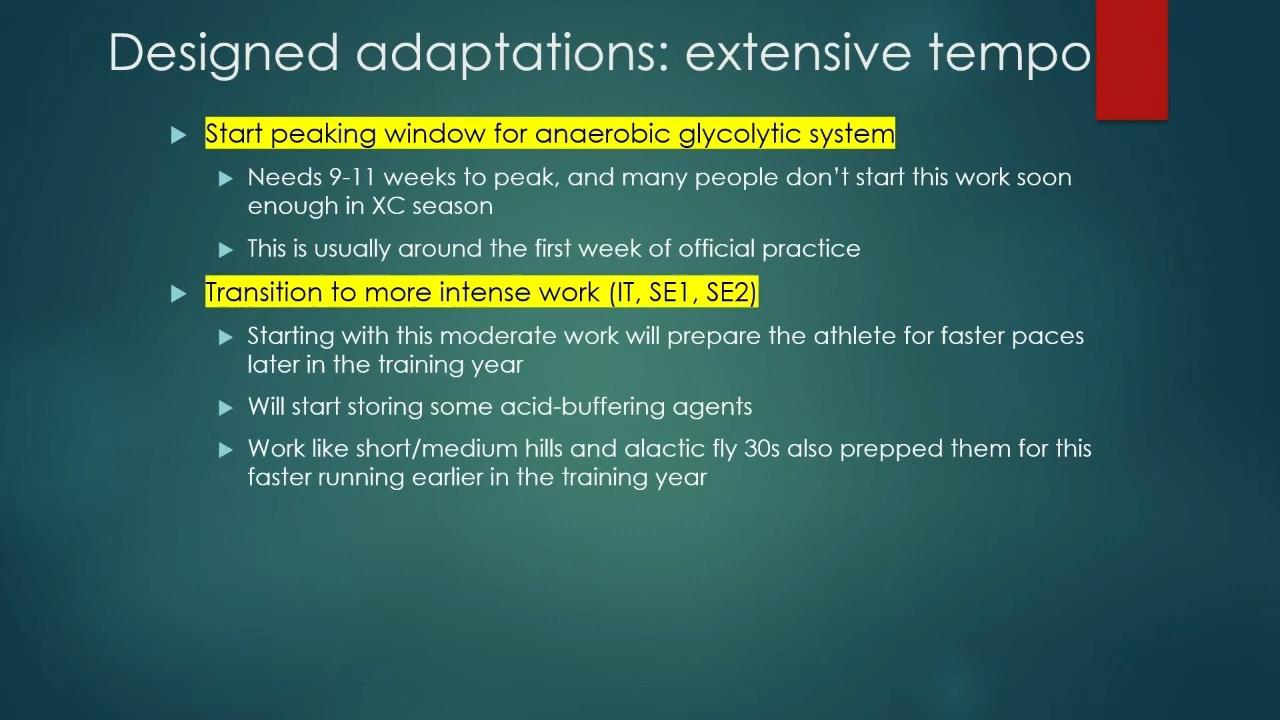 Designed adaptations: extensive tempo
Start peaking window for anaerobic glycolytic system
Needs 9-11 weeks to peak, and many people don’t start this work soon
enough in XC season
This is usually around the first week of official practice
Transition to more intense work (IT, SE1, SE2)
Starting with this moderate work will prepare the athlete for faster paces
later in the training year
Will start storing some acid-buffering agents
Work like short/medium hills and alactic fly 30s also prepped them for this
faster running earlier in the training year